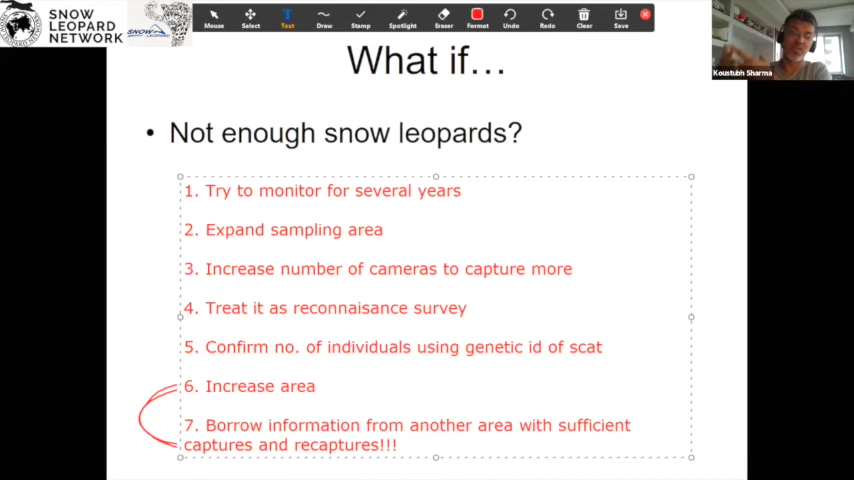 SNOW
LEOPARD
NETWORK
Mouse
Select
Text
Draw
Stamp
Spotlight
Eraser
Format
Undo
Redo
Clear
Save
Koustubh Sharma
What if…
• Not enough snow leopards?
1. Try to monitor for several years
2. Expand sampling area
3. Increase number of cameras to capture more
4. Treat it as reconnaisance survey
5. Confirm no. of individuals using genetic id of scat
6. Increase area
7. Borrow information from another area with sufficient
captures and recaptures!!!